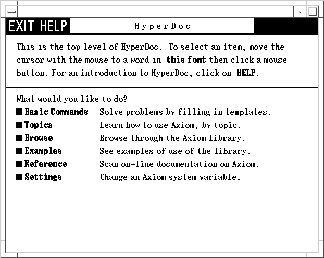 EXIT HELP HyperDoc
This is the top level of HyperDoc. To select an item, move the
cursor with the mouse to a word in this font then click a mouse
button. For an introduction to HyperDoc, click on HELP.
What would you like to do?
Basic Commands Solve problems by filling in templates.
Topics Learn how to use Axiom, by topic.
Browse Browse through the Axiom library.
Examples See examples of use of the library.
Reference Scan on-line documentation on Axiom.
Settings Change an Axiom system variable.